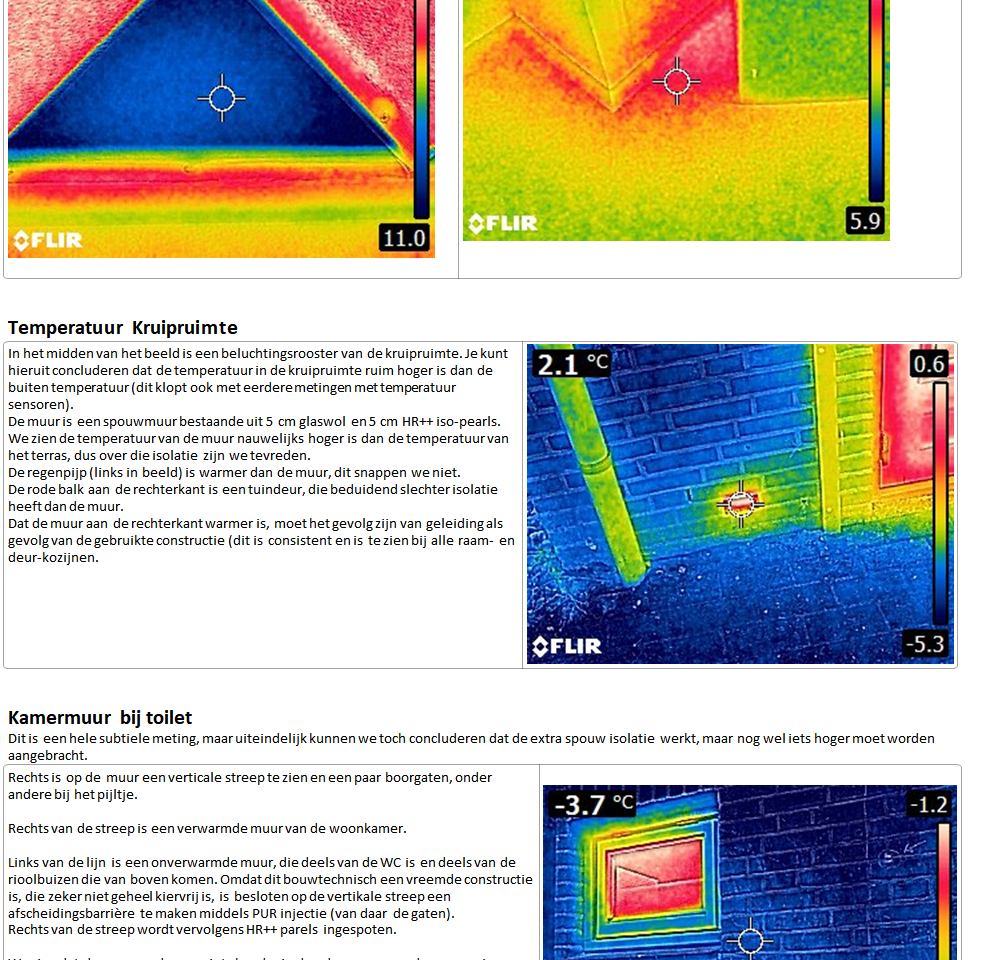 FLIR
11.0
FLIR
5.9
Temperatuur Kruipruimte
In het midden van het beeld is een beluchtingsrooster van de kruipruimte. Je kunt
hieruit concluderen dat de temperatuur in de kruipruimte ruim hoger is dan de
buiten temperatuur (dit klopt ook met eerdere metingen met temperatuur
sensoren).
De muur is een spouwmuur bestaande uit 5 cm glaswol en 5 cm HR++ iso-pearls.
We zien de temperatuur van de muur nauwelijks hoger is dan de temperatuur van
het terras, dus over die isolatie zijn we tevreden.
De regenpijp (links in beeld) is warmer dan de muur, dit snappen we niet.
De rode balk aan de rechterkant is een tuindeur, die beduidend slechter isolatie
heeft dan de muur.
Dat de muur aan de rechterkant warmer is, moet het gevolg zijn van geleiding als
gevolg van de gebruikte constructie (dit is consistent en is te zien bij alle raam- en
deur-kozijnen.
2.1 °C
0.6
FLIR
-5.3
Kamermuur bij toilet
Dit is een hele subtiele meting, maar uiteindelijk kunnen we toch concluderen dat de extra spouw isolatie werkt, maar nog wel iets hoger moet worden
aangebracht.
Rechts is op de muur een verticale streep te zien en een paar boorgaten, onder
andere bij het pijltje.
Rechts van de streep is een verwarmde muur van de woonkamer.
Links van de lijn is een onverwarmde muur, die deels van de WC is en deels van de
rioolbuizen die van boven komen. Omdat dit bouwtechnisch een vreemde constructie
is, die zeker niet geheel kiervrij is, is besloten op de vertikale streep een
afscheidingsbarrière te maken middels PUR injectie (van daar de gaten).
Rechts van de streep wordt vervolgens HR++ parels ingespoten.
-3.7 °C
-1.2